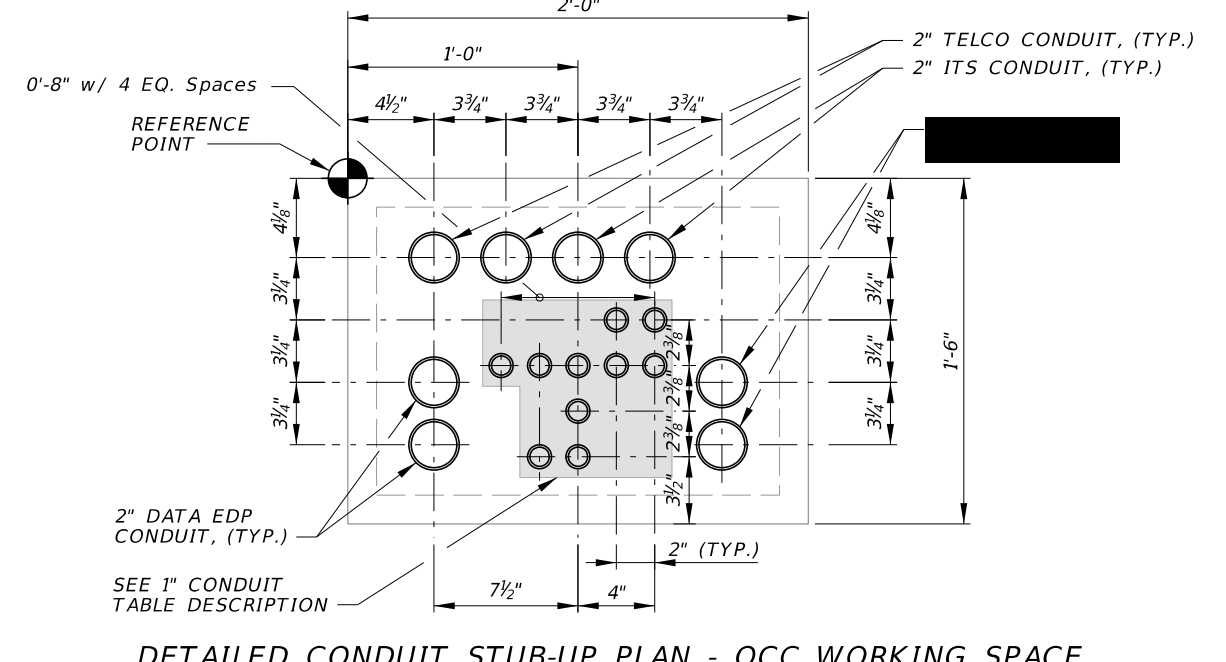 2'-0"
1'-0"
2" TELCO CONDUIT, (TYP.)
2" ITS CONDUIT, (TYP.)
0'-8" w/ 4 EQ. Spaces
4½" 3¾" 3¾" 3¾" 3¾"
REFERENCE
POINT
4⅛"
3¼"
3¼"
3¼"
4⅛"
3¼"
3¼"
3¼"
1'-6"
2⅜"
2⅜"
2⅜"
3½"
2" DATA EDP
CONDUIT, (TYP.)
2" (TYP.)
SEE 1" CONDUIT
TABLE DESCRIPTION
7½" 4"
DETAILED CONDUIT STUB-UP PLAN - OCC WORKING SPACE